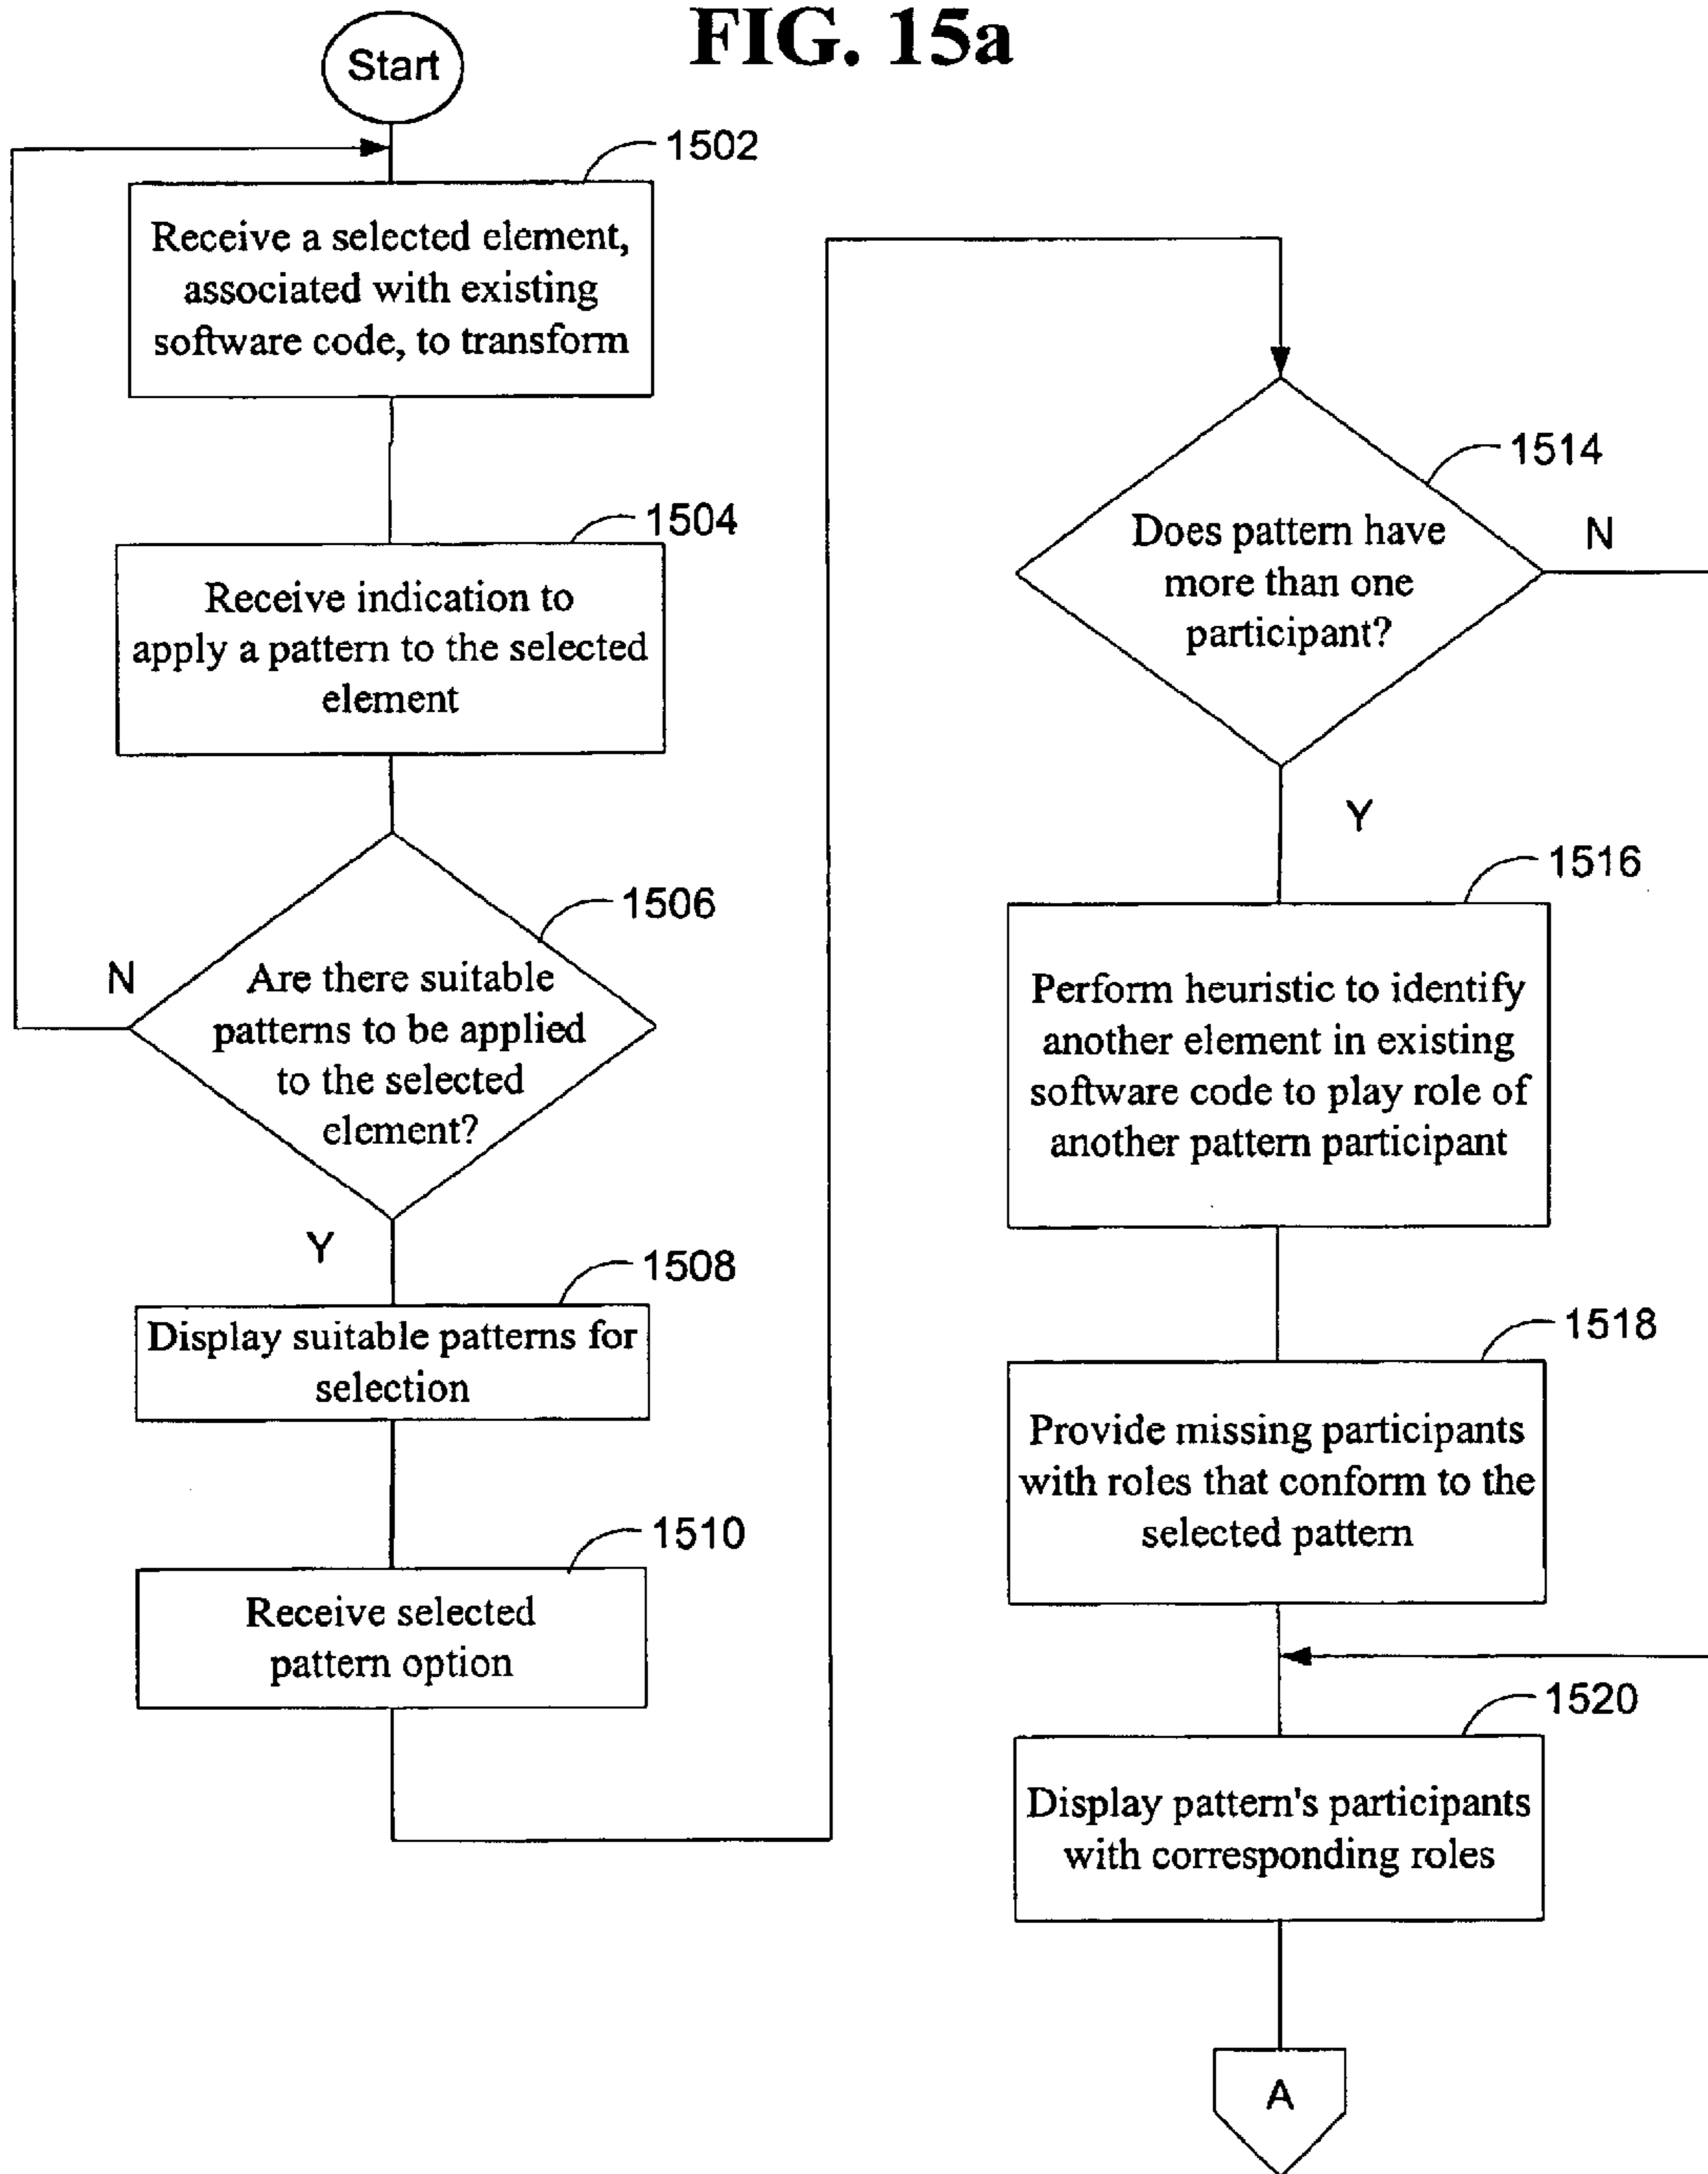 FIG. 15a
Start
1502
Receive a selected element,
associated with existing
software code, to transform
1504
Receive indication to
apply a pattern to the selected
element
1506
N
Are there suitable
patterns to be applied
to the selected
element?
Y
1508
Display suitable patterns for
selection
1510
Receive selected
pattern option
1514
Does pattern have
more than one
participant?
N
Y
1516
Perform heuristic to identify
another element in existing
software code to play role of
another pattern participant
1518
Provide missing participants
with roles that conform to the
selected pattern
1520
Display pattern's participants
with corresponding roles
A